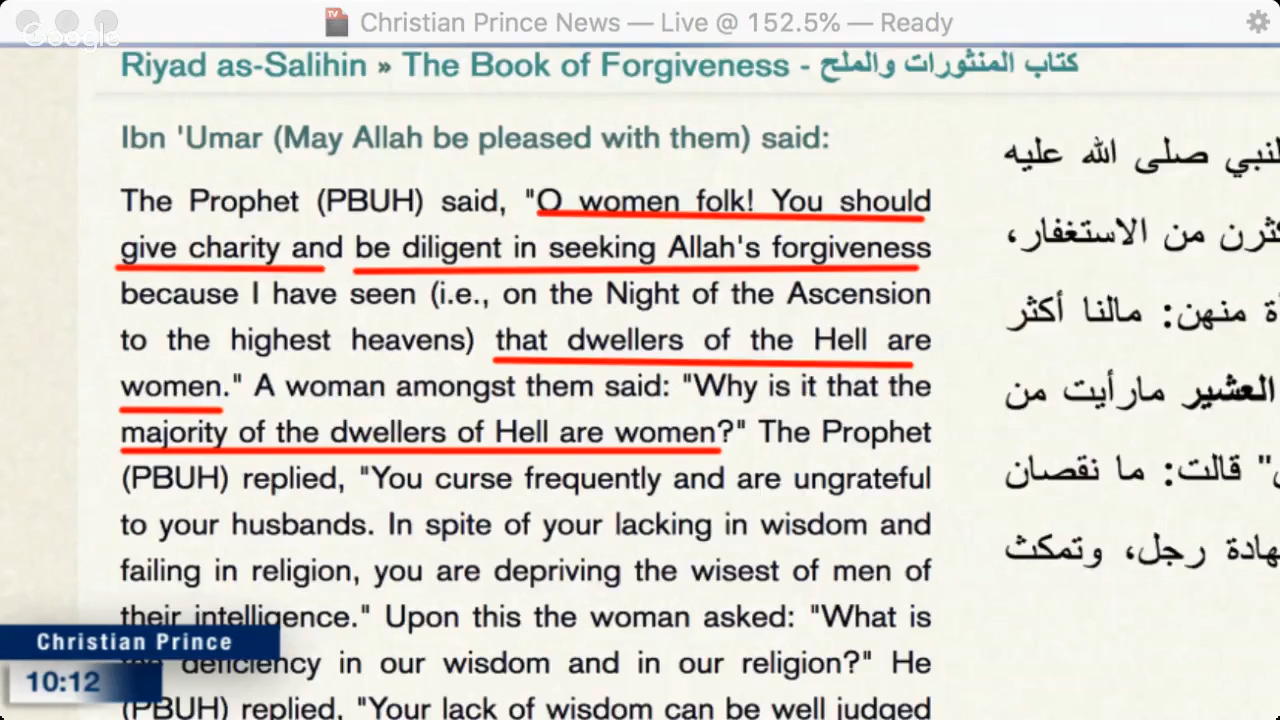 Christian Prince News — Live @ 152.5% — Ready
Google
Riyad as-Salihin » The Book of Forgiveness - كتاب المنثورات والملح
Ibn 'Umar (May Allah be pleased with them) said:
The Prophet (PBUH) said, "O women folk! You should
give charity and be diligent in seeking Allah's forgiveness
because I have seen (i.e., on the Night of the Ascension
to the highest heavens) that dwellers of the Hell are
women." A woman amongst them said: "Why is it that the
majority of the dwellers of Hell are women?" The Prophet
(PBUH) replied, "You curse frequently and are ungrateful
to your husbands. In spite of your lacking in wisdom and
failing in religion, you are depriving the wisest of men of
their intelligence." Upon this the woman asked: "What is
deficiency in our wisdom and in our religion?" He
(PBUH) replied, "Your lack of wisdom can be well judged
لنبي صلى الله عليه
كثرن من الاستغفار،
منهن: مالنا أكثر
العشير مارأيت من
" قالت: ما نقصان
رجل، وتمكث
Christian Prince
10:12
TV